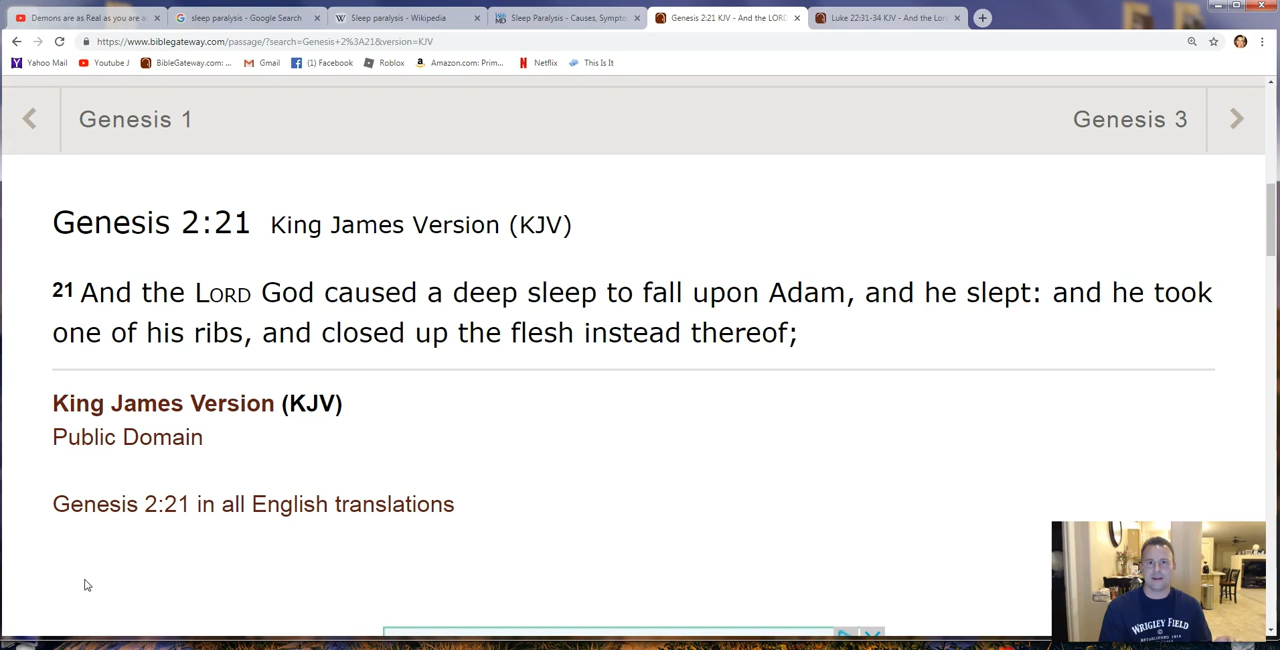 Demons are as Real as you are a
sleep paralysis - Google Search
Sleep paralysis - Wikipedia
Sleep Paralysis - Causes, Sympto
Genesis 2:21 KJV - And the LORD
Luke 22:31-34 KJV - And the Lor
https://www.biblegateway.com/passage/?search=Genesis+2%3A21&version=KJV
Yahoo Mail
Youtube J
BibleGateway.com: ...
Gmail
(1) Facebook
Roblox
Amazon.com: Prim...
Netflix
This Is It
Genesis 1
Genesis 3
Genesis 2:21 King James Version (KJV)
21 And the LORD God caused a deep sleep to fall upon Adam, and he slept: and he took
one of his ribs, and closed up the flesh instead thereof;
King James Version (KJV)
Public Domain
Genesis 2:21 in all English translations
WRIGLEY FIELD